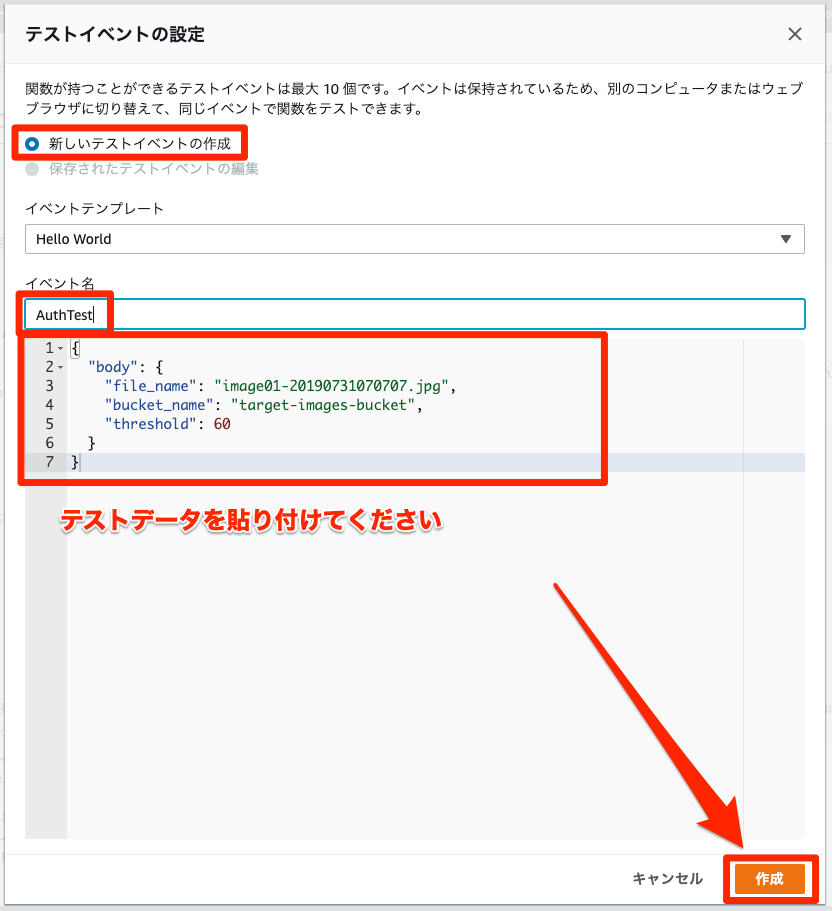 テストイベントの設定
関数が持つことができるテストイベントは最大 10 個です。イベントは保持されているため、別のコンピュータまたはウェブ
ブラウザに切り替えて、同じイベントで関数をテストできます。
新しいテストイベントの作成
保存されたテストイベントの編集
イベントテンプレート
Hello World
イベント名
AuthTest
1 {
2 "body": {
3 "file_name": "image01-20190731070707.jpg",
4 "bucket_name": "target-images-bucket",
5 "threshold": 60
6 }
7 }
テストデータを貼り付けてください
キャンセル
作成